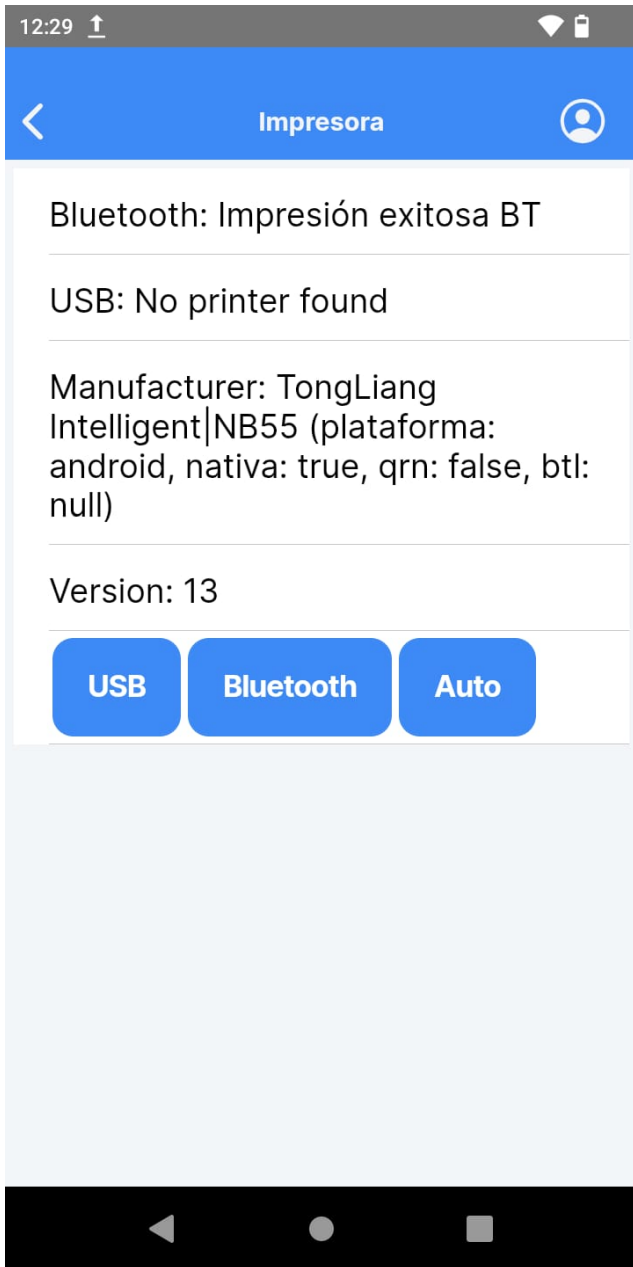 12:29
Impresora
Bluetooth: Impresión exitosa BT
USB: No printer found
Manufacturer: TongLiang
Intelligent|NB55 (plataforma:
android, nativa: true, qrn: false, btl:
null)
Version: 13
USB Bluetooth Auto